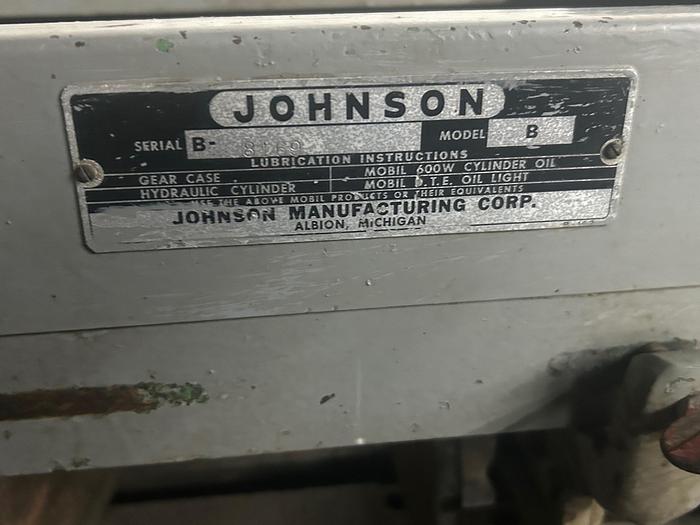 JOHNSON
SERIAL B- 8169 MODEL B
LUBRICATION INSTRUCTIONS
GEAR CASE MOBIL 600W CYLINDER OIL
HYDRAULIC CYLINDER MOBIL D.T.E. OIL LIGHT
USE THE ABOVE MOBIL PRODUCTS OR THEIR EQUIVALENTS
JOHNSON MANUFACTURING CORP.
ALBION, MICHIGAN